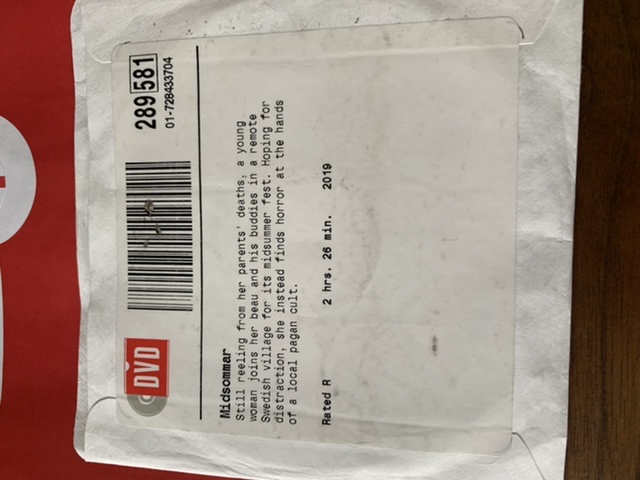 DVD
289 581
01-728433704
Midsommar
Still reeling from her parents' deaths, a young
woman joins her beau and his buddies in a remote
Swedish village for its midsummer fest. Hoping for
distraction, she instead finds horror at the hands
of a local pagan cult.
Rated R 2 hrs. 26 min. 2019